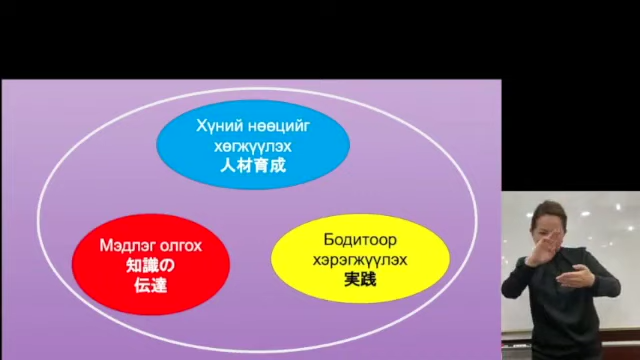 Хүний нөөцийг
хөгжүүлэх
人材育成
Мэдлэг олгох
知識の
伝達
Бодитоор
хэрэгжүүлэх
実践